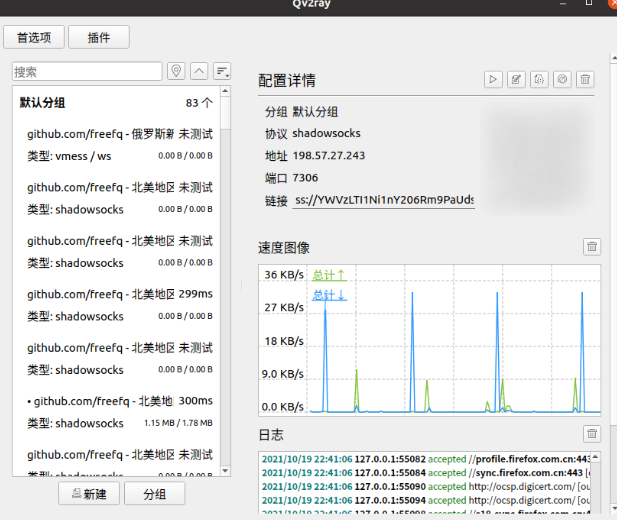 Qv2ray
首选项 插件
搜索
默认分组 83 个
github.com/freefq - 俄罗斯新 未测试
类型: vmess / ws 0.00 B / 0.00 B
github.com/freefq - 北美地区 未测试
类型: shadowsocks 0.00 B / 0.00 B
github.com/freefq - 北美地区 未测试
类型: shadowsocks 0.00 B / 0.00 B
github.com/freefq - 北美地区 299ms
类型: shadowsocks 0.00 B / 0.00 B
github.com/freefq - 北美地区 未测试
类型: shadowsocks 0.00 B / 0.00 B
• github.com/freefq - 北美地 300ms
类型: shadowsocks 1.15 MB / 1.78 MB
github.com/freefq - 北美地区 未测试
类型: shadowsocks 0.00 B / 0.00 B
新建 分组
配置详情
分组 默认分组
协议 shadowsocks
地址 198.57.27.243
端口 7306
链接 ss://YWVzLTI1Ni1nY206Rm9PaUds
速度图像
36 KB/s
27 KB/s
18 KB/s
9.0 KB/s
0.0 KB/s
总计↑
总计↓
日志
2021/10/19 22:41:06 127.0.0.1:55082 accepted //profile.firefox.com.cn:443
2021/10/19 22:41:06 127.0.0.1:55084 accepted //sync.firefox.com.cn:443 [
2021/10/19 22:41:06 127.0.0.1:55090 accepted http://ocsp.digicert.com/ [ou
2021/10/19 22:41:06 127.0.0.1:55094 accepted http://ocsp.digicert.com/ [ou